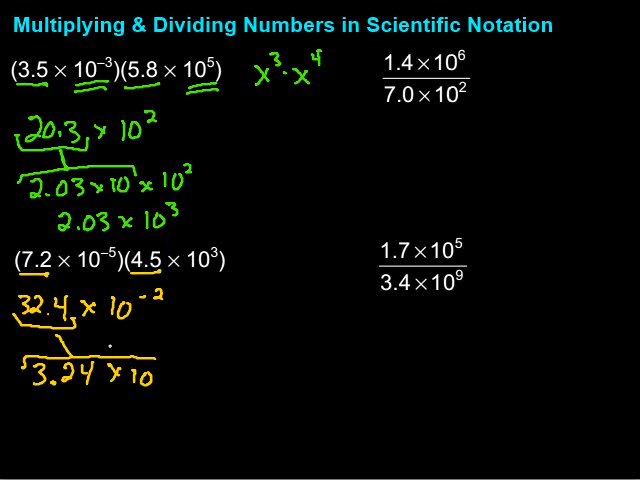 Multiplying & Dividing Numbers in Scientific Notation
(3.5 × 10⁻³)(5.8 × 10⁵) x³ · x⁴
20.3 × 10²
2.03 × 10¹ × 10²
2.03 × 10³
(7.2 × 10⁻⁵)(4.5 × 10³)
32.4 × 10⁻²
3.24 × 10
1.4 × 10⁶
7.0 × 10²
1.7 × 10⁵
3.4 × 10⁹